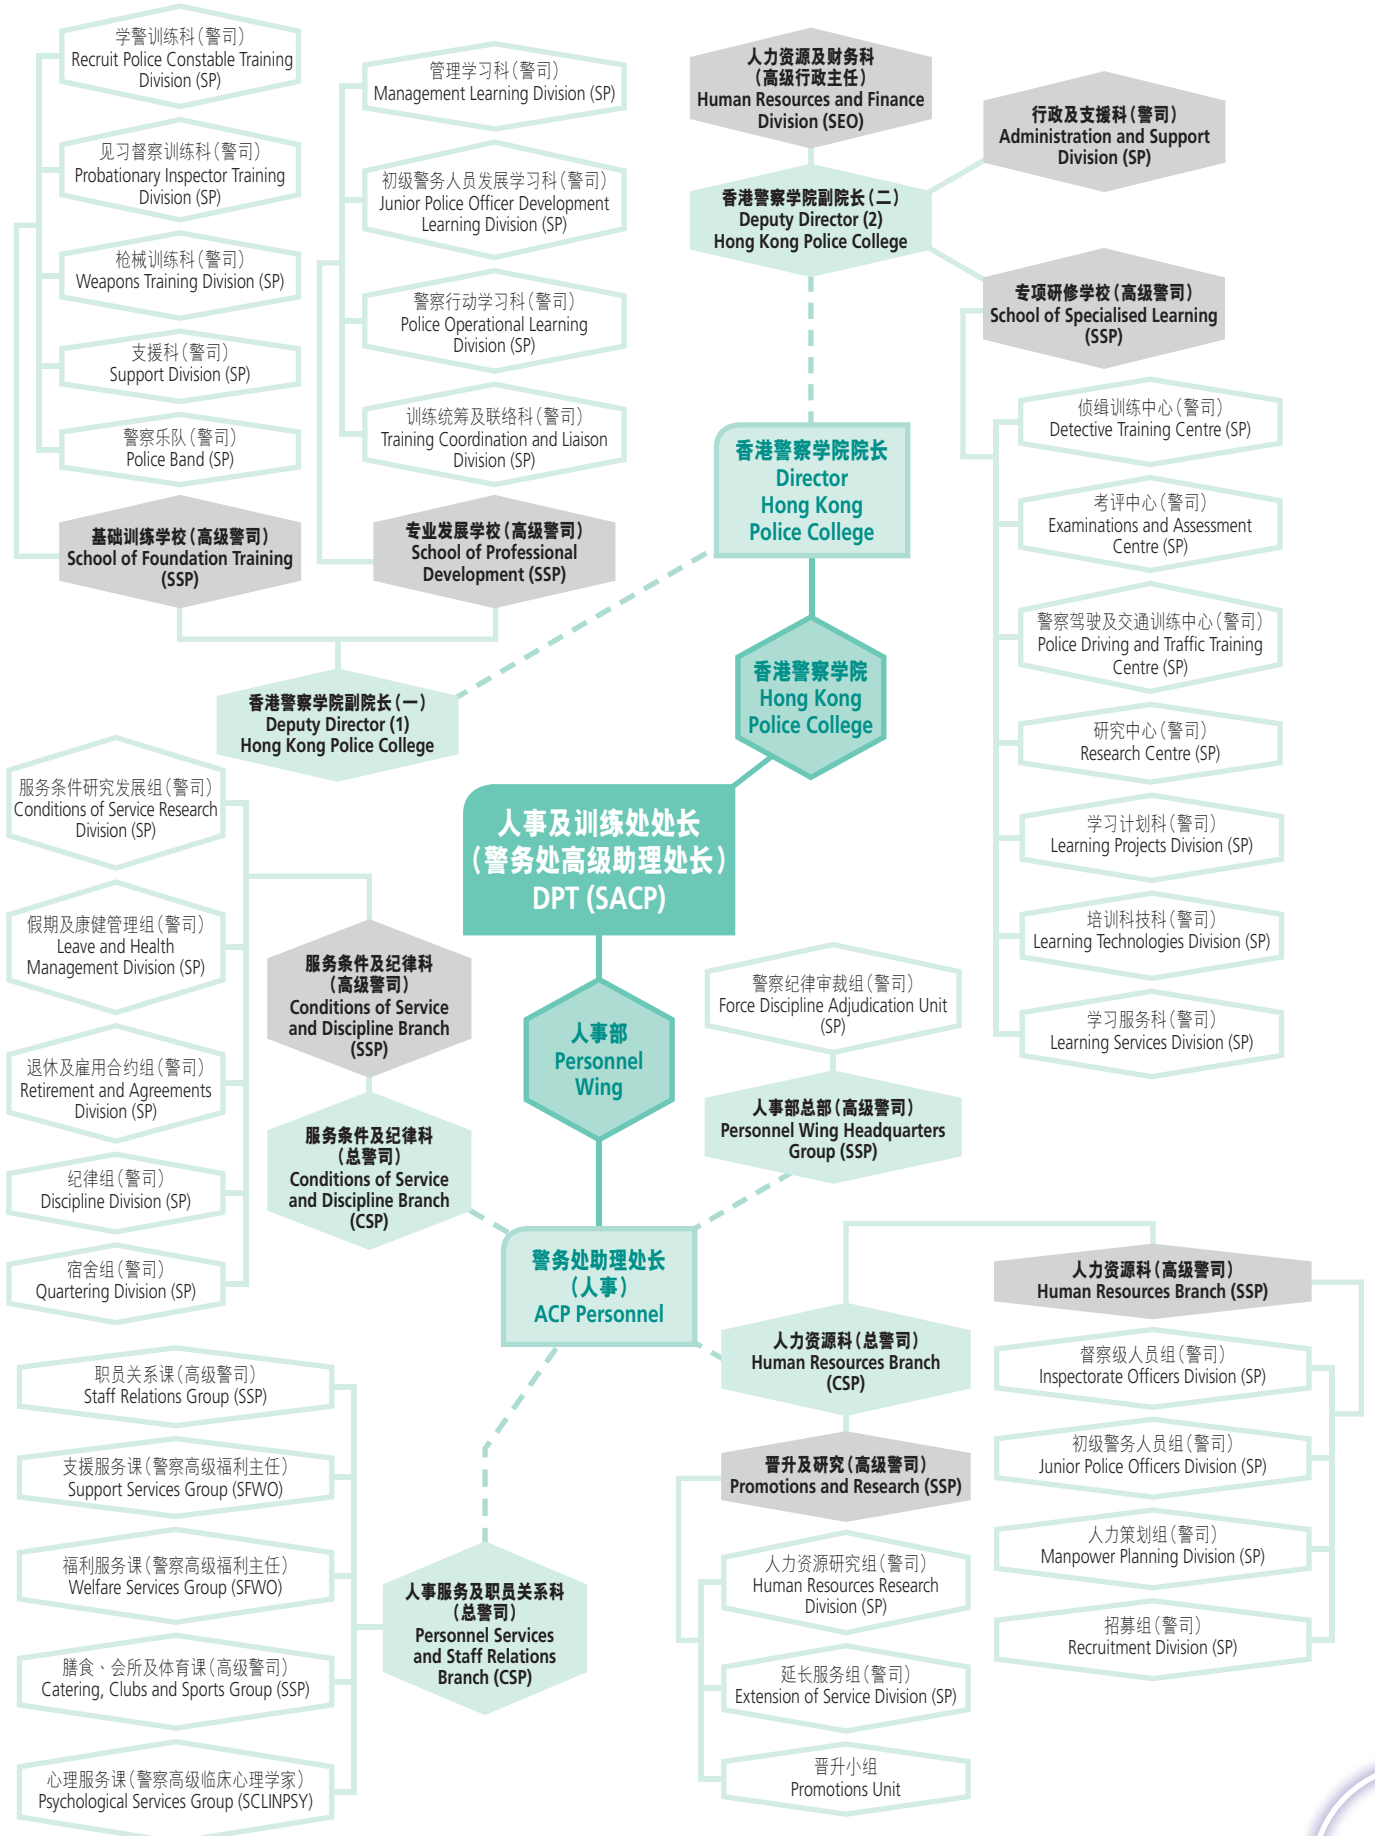 学警训练科(警司)
Recruit Police Constable Training
Division (SP)
见习督察训练科(警司)
Probationary Inspector Training
Division (SP)
枪械训练科(警司)
Weapons Training Division (SP)
支援科(警司)
Support Division (SP)
警察乐队(警司)
Police Band (SP)
基础训练学校(高级警司)
School of Foundation Training
(SSP)
管理学习科(警司)
Management Learning Division (SP)
初级警务人员发展学习科(警司)
Junior Police Officer Development
Learning Division (SP)
警察行动学习科(警司)
Police Operational Learning
Division (SP)
训练统筹及联络科(警司)
Training Coordination and Liaison
Division (SP)
专业发展学校(高级警司)
School of Professional
Development (SSP)
香港警察学院副院长(一)
Deputy Director (1)
Hong Kong Police College
人力资源及财务科
(高级行政主任)
Human Resources and Finance
Division (SEO)
行政及支援科(警司)
Administration and Support
Division (SP)
香港警察学院副院长(二)
Deputy Director (2)
Hong Kong Police College
专项研修学校(高级警司)
School of Specialised Learning
(SSP)
侦缉训练中心(警司)
Detective Training Centre (SP)
考评中心(警司)
Examinations and Assessment
Centre (SP)
警察驾驶及交通训练中心(警司)
Police Driving and Traffic Training
Centre (SP)
研究中心(警司)
Research Centre (SP)
学习计划科(警司)
Learning Projects Division (SP)
培训科技科(警司)
Learning Technologies Division (SP)
学习服务科(警司)
Learning Services Division (SP)
香港警察学院院长
Director
Hong Kong
Police College
香港警察学院
Hong Kong
Police College
人事及训练处处长
(警务处高级助理处长)
DPT (SACP)
人事部
Personnel
Wing
服务条件研究发展组(警司)
Conditions of Service Research
Division (SP)
假期及康健管理组(警司)
Leave and Health
Management Division (SP)
退休及雇用合约组(警司)
Retirement and Agreements
Division (SP)
纪律组(警司)
Discipline Division (SP)
宿舍组(警司)
Quartering Division (SP)
服务条件及纪律科
(高级警司)
Conditions of Service
and Discipline Branch
(SSP)
服务条件及纪律科
(总警司)
Conditions of Service
and Discipline Branch
(CSP)
警察纪律审裁组(警司)
Force Discipline Adjudication Unit
(SP)
人事部总部(高级警司)
Personnel Wing Headquarters
Group (SSP)
警务处助理处长
(人事)
ACP Personnel
人力资源科(高级警司)
Human Resources Branch (SSP)
人力资源科(总警司)
Human Resources Branch
(CSP)
督察级人员组(警司)
Inspectorate Officers Division (SP)
初级警务人员组(警司)
Junior Police Officers Division (SP)
人力策划组(警司)
Manpower Planning Division (SP)
招募组(警司)
Recruitment Division (SP)
晋升及研究(高级警司)
Promotions and Research (SSP)
人力资源研究组(警司)
Human Resources Research
Division (SP)
延长服务组(警司)
Extension of Service Division (SP)
晋升小组
Promotions Unit
职员关系课(高级警司)
Staff Relations Group (SSP)
支援服务课(警察高级福利主任)
Support Services Group (SFWO)
福利服务课(警察高级福利主任)
Welfare Services Group (SFWO)
膳食、会所及体育课(高级警司)
Catering, Clubs and Sports Group (SSP)
心理服务课(警察高级临床心理学家)
Psychological Services Group (SCLINPSY)
人事服务及职员关系科
(总警司)
Personnel Services
and Staff Relations
Branch (CSP)